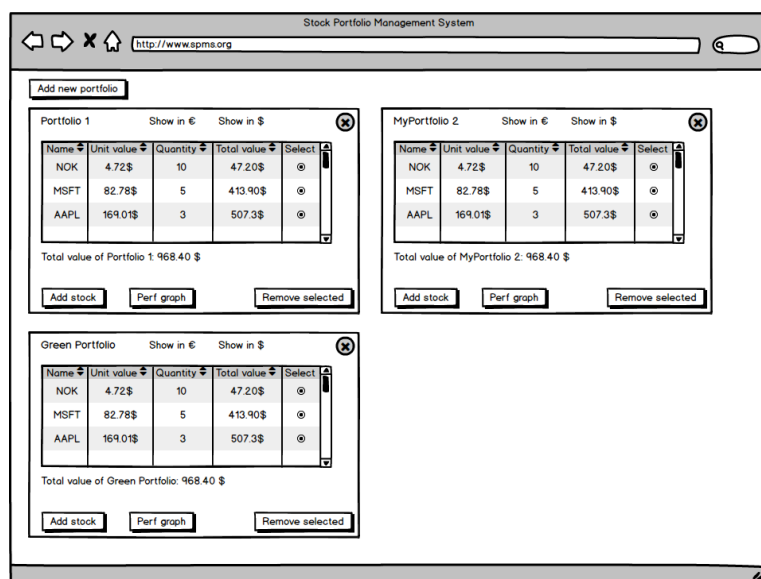 Stock Portfolio Management System
http://www.spms.org
Add new portfolio
Portfolio 1 Show in € Show in $
Name Unit value Quantity Total value Select
NOK 4.72$ 10 47.20$
MSFT 82.78$ 5 413.90$
AAPL 169.01$ 3 507.3$
Total value of Portfolio 1: 968.40 $
Add stock Perf graph Remove selected
MyPortfolio 2 Show in € Show in $
Name Unit value Quantity Total value Select
NOK 4.72$ 10 47.20$
MSFT 82.78$ 5 413.90$
AAPL 169.01$ 3 507.3$
Total value of MyPortfolio 2: 968.40 $
Add stock Perf graph Remove selected
Green Portfolio Show in € Show in $
Name Unit value Quantity Total value Select
NOK 4.72$ 10 47.20$
MSFT 82.78$ 5 413.90$
AAPL 169.01$ 3 507.3$
Total value of Green Portfolio: 968.40 $
Add stock Perf graph Remove selected